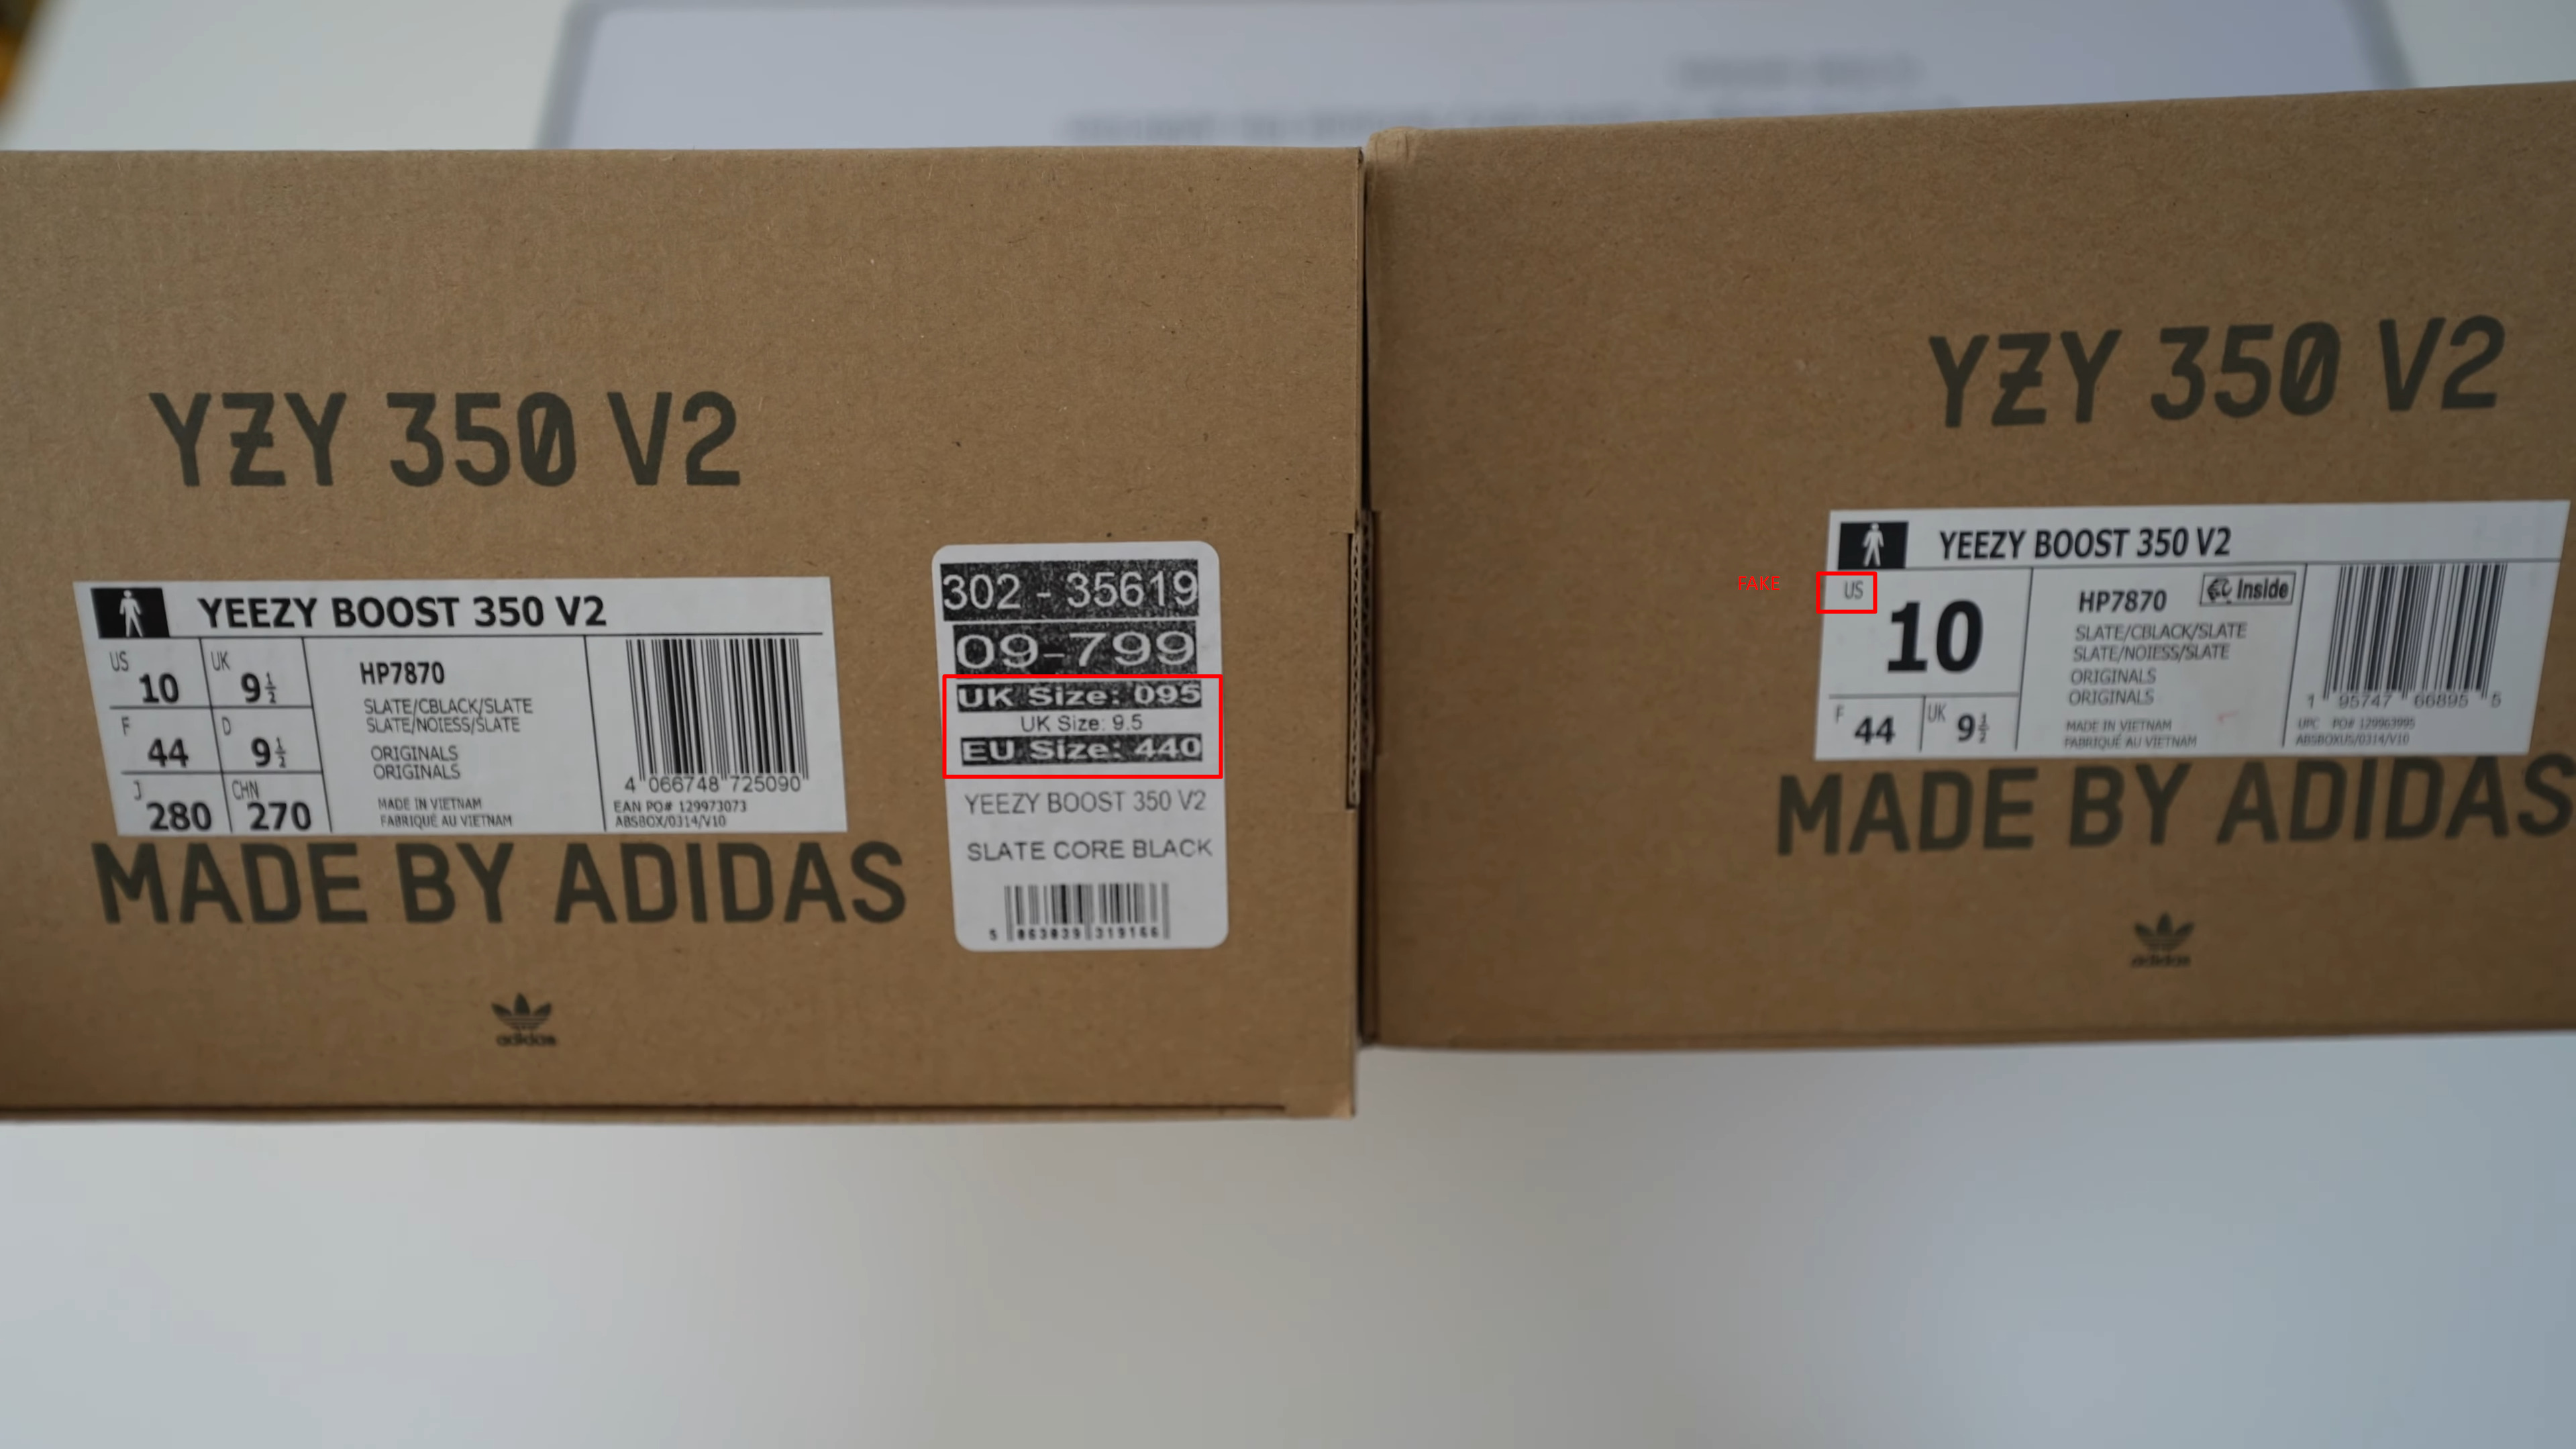 YZY 350 V2
YEEZY BOOST 350 V2
US 10 UK 9½
F 44 D 9½
J 280 CHN 270
HP7870
SLATE/CBLACK/SLATE
SLATE/NOIESS/SLATE
ORIGINALS
ORIGINALS
MADE IN VIETNAM
FABRIQUÉ AU VIETNAM
4 066748 725090
EAN PO# 129973073
ABSBOX/0314/V10
MADE BY ADIDAS
adidas
302 - 35619
09-799
UK Size: 095
UK Size: 9.5
EU Size: 440
YEEZY BOOST 350 V2
SLATE CORE BLACK
5 063039 319166
YZY 350 V2
FAKE
YEEZY BOOST 350 V2
US 10
F 44 UK 9½
HP7870
Inside
SLATE/CBLACK/SLATE
SLATE/NOIESS/SLATE
ORIGINALS
ORIGINALS
MADE IN VIETNAM
FABRIQUÉ AU VIETNAM
1 95747 66895 5
UPC PO# 129963995
ABSBOXUS/0314/V10
MADE BY ADIDAS
adidas